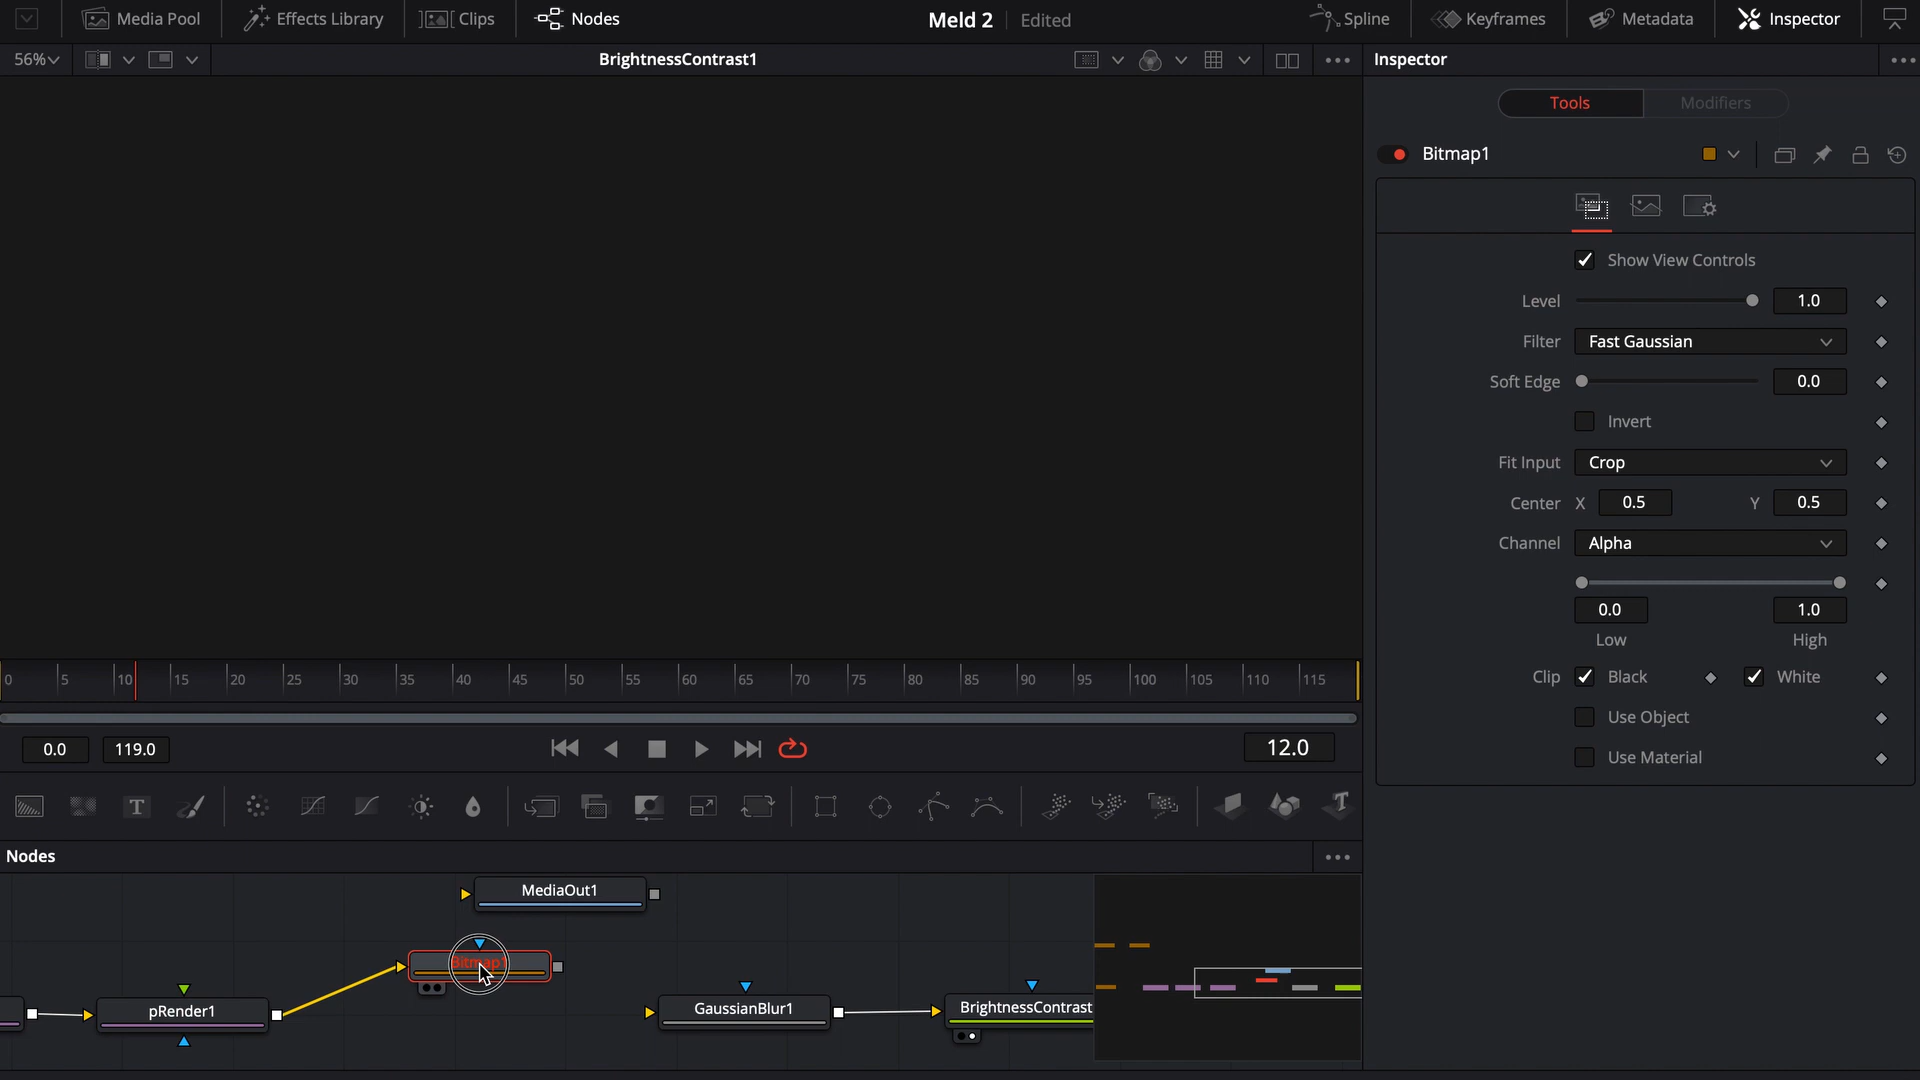 Media Pool
Effects Library
Clips
Nodes
Meld 2
Edited
Spline
Keyframes
Metadata
Inspector
56%
BrightnessContrast1
Inspector
Tools
Modifiers
Bitmap1
Show View Controls
Level 1.0
Filter Fast Gaussian
Soft Edge 0.0
Invert
Fit Input Crop
Center X 0.5 Y 0.5
Channel Alpha
0.0 1.0
Low High
Clip Black White
Use Object
Use Material
0 5 10 15 20 25 30 35 40 45 50 55 60 65 70 75 80 85 90 95 100 105 110 115
0.0 119.0 12.0
T
T
Nodes
MediaOut1
Bitmap1
pRender1
GaussianBlur1
BrightnessContrast